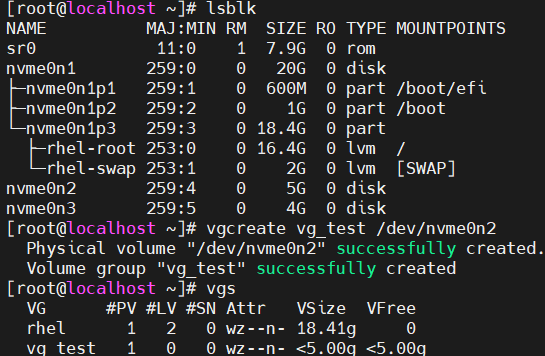 [root@localhost ~]# lsblk
NAME          MAJ:MIN RM  SIZE RO TYPE MOUNTPOINTS
sr0            11:0    1  7.9G  0 rom
nvme0n1       259:0    0   20G  0 disk
├─nvme0n1p1   259:1    0  600M  0 part /boot/efi
├─nvme0n1p2   259:2    0    1G  0 part /boot
└─nvme0n1p3   259:3    0 18.4G  0 part
  ├─rhel-root 253:0    0 16.4G  0 lvm  /
  └─rhel-swap 253:1    0    2G  0 lvm  [SWAP]
nvme0n2       259:4    0    5G  0 disk
nvme0n3       259:5    0    4G  0 disk
[root@localhost ~]# vgcreate vg_test /dev/nvme0n2
  Physical volume "/dev/nvme0n2" successfully created.
  Volume group "vg_test" successfully created
[root@localhost ~]# vgs
  VG      #PV #LV #SN Attr   VSize  VFree
  rhel      1   2   0 wz--n- 18.41g     0
  vg_test   1   0   0 wz--n- <5.00g <5.00g